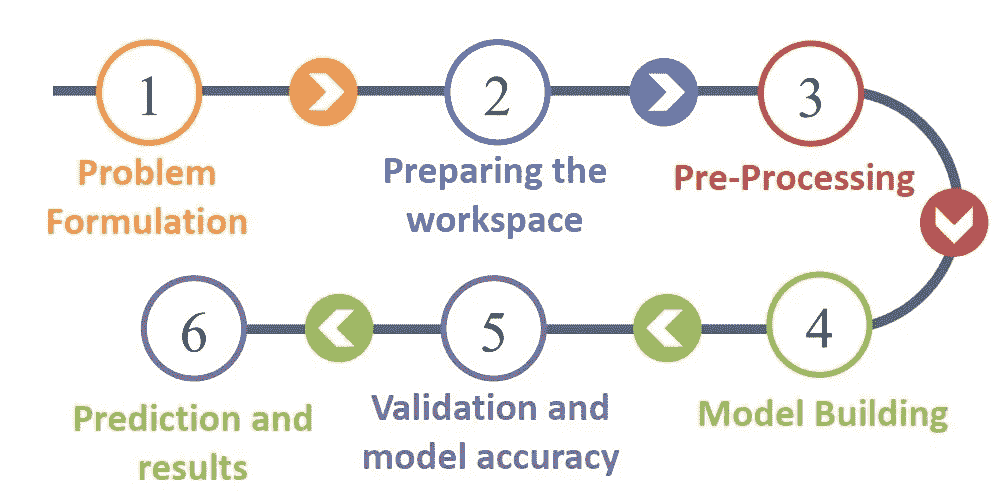 1
2
3
Problem
Formulation
Preparing the
workspace
Pre-Processing
4
Model Building
5
Validation and
model accuracy
6
Prediction and
results